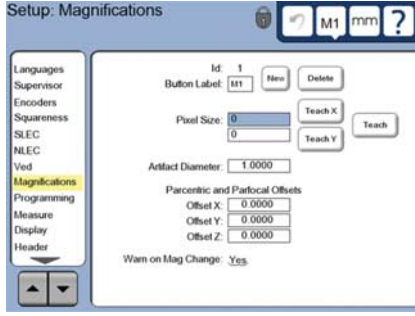 Setup: Magnifications
M1 mm ?
Languages
Supervisor
Encoders
Squareness
SLEC
NLEC
Ved
Magnifications
Programming
Measure
Display
Header
Id: 1
Button Label: M1 New Delete
Pixel Size: 0 Teach X
0 Teach Y
Teach
Artifact Diameter: 1.0000
Parcentric and Parfocal Offsets
Offset X: 0.0000
Offset Y: 0.0000
Offset Z: 0.0000
Warn on Mag Change: Yes